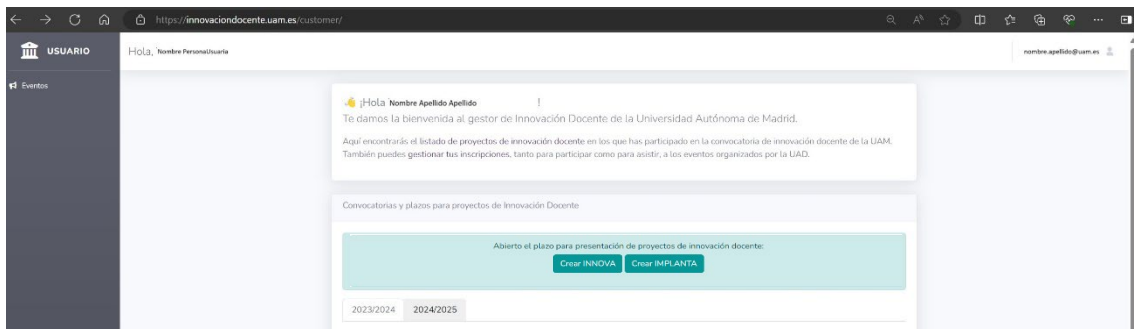 https://innovaciondocente.uam.es/customer/
USUARIO
Hola, Nombre PersonaUsuaria
nombre.apellido@uam.es
Eventos
¡Hola Nombre Apellido Apellido !
Te damos la bienvenida al gestor de Innovación Docente de la Universidad Autónoma de Madrid.
Aquí encontrarás el listado de proyectos de innovación docente en los que has participado en la convocatoria de innovación docente de la UAM.
También puedes gestionar tus inscripciones, tanto para participar como para asistir, a los eventos organizados por la UAD.
Convocatorias y plazos para proyectos de Innovación Docente
Abierto el plazo para presentación de proyectos de innovación docente:
Crear INNOVA Crear IMPLANTA
2023/2024 2024/2025